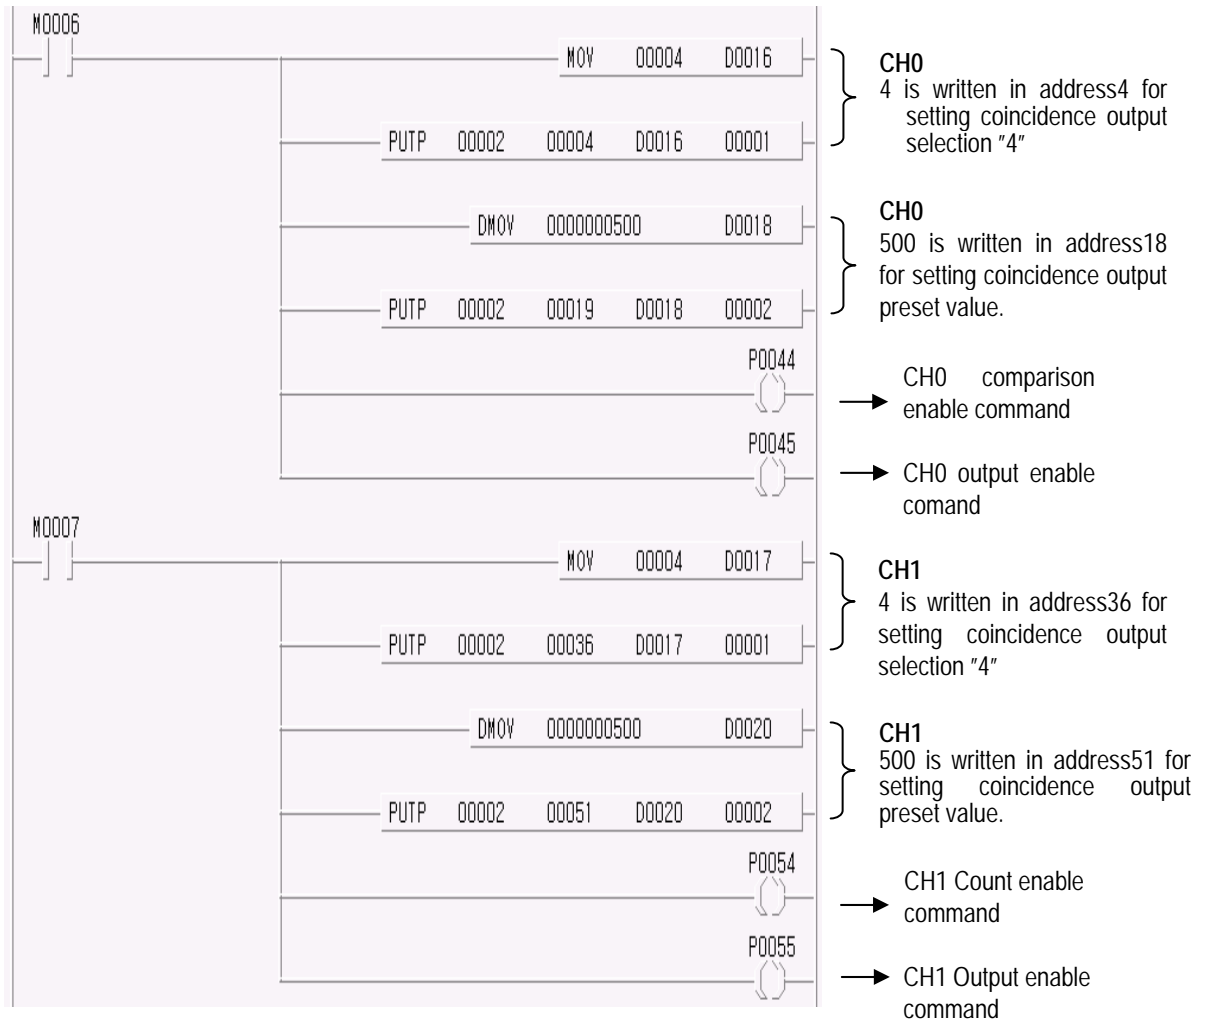 M0006
MOV 00004 D0016
CH0
4 is written in address4 for
setting coincidence output
selection "4"
PUTP 00002 00004 D0016 00001
DMOV 0000000500 D0018
CH0
500 is written in address18
for setting coincidence output
preset value.
PUTP 00002 00019 D0018 00002
P0044
CH0 comparison
enable command
P0045
CH0 output enable
comand
M0007
MOV 00004 D0017
CH1
4 is written in address36 for
setting coincidence output
selection "4"
PUTP 00002 00036 D0017 00001
DMOV 0000000500 D0020
CH1
500 is written in address51 for
setting coincidence output
preset value.
PUTP 00002 00051 D0020 00002
P0054
CH1 Count enable
command
P0055
CH1 Output enable
command